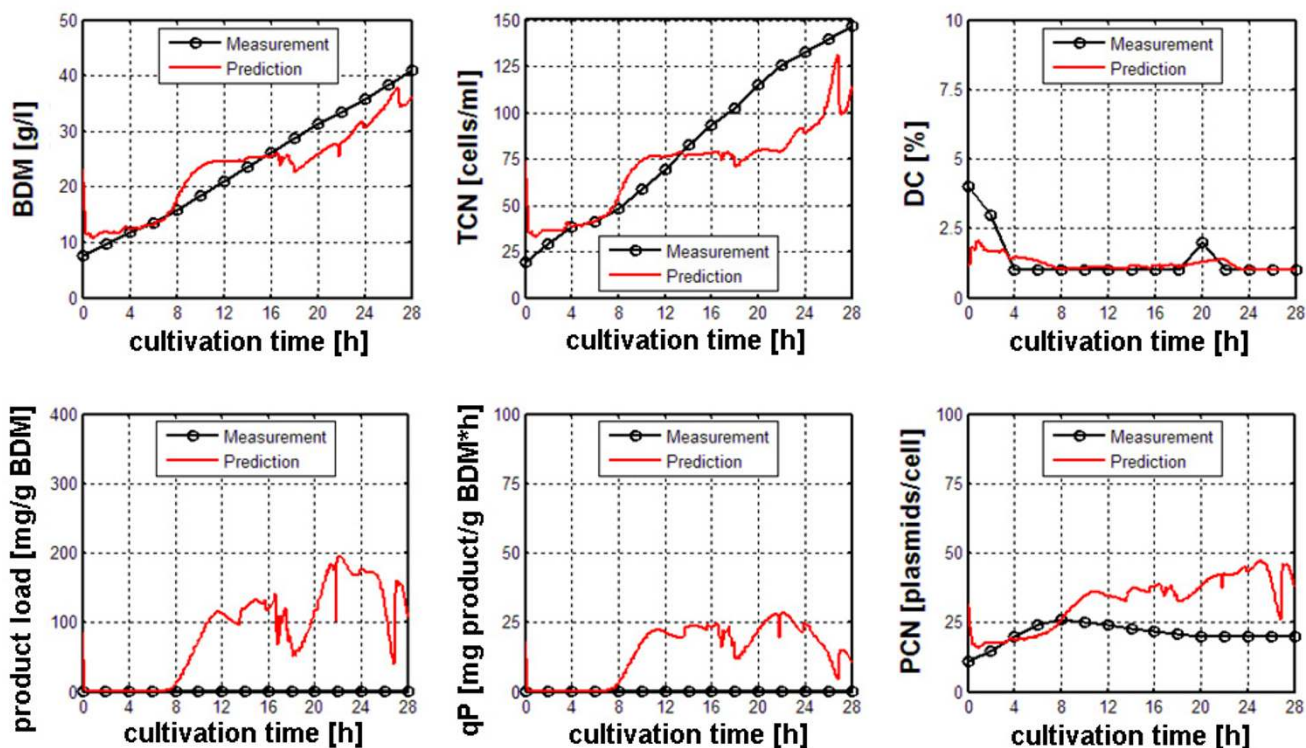 BDM [g/l]
50
40
30
20
10
0
Measurement
Prediction
0 4 8 12 16 20 24 28
cultivation time [h]
TCN [cells/ml]
150
125
100
75
50
25
0
Measurement
Prediction
0 4 8 12 16 20 24 28
cultivation time [h]
DC [%]
10
7.5
5
2.5
0
Measurement
Prediction
0 4 8 12 16 20 24 28
cultivation time [h]
product load [mg/g BDM]
400
300
200
100
0
Measurement
Prediction
0 4 8 12 16 20 24 28
cultivation time [h]
qP [mg product/g BDM*h]
100
75
50
25
0
Measurement
Prediction
0 4 8 12 16 20 24 28
cultivation time [h]
PCN [plasmids/cell]
100
75
50
25
0
Measurement
Prediction
0 4 8 12 16 20 24 28
cultivation time [h]